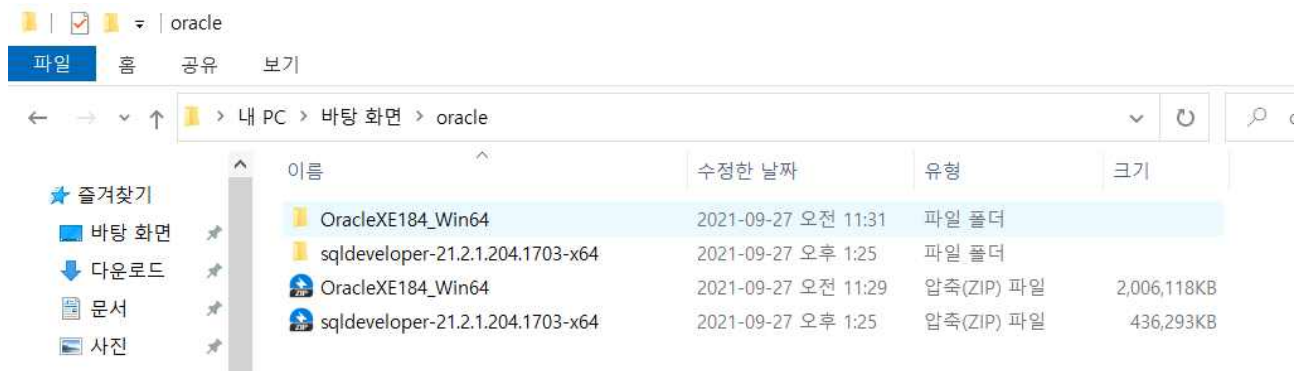 oracle
파일 홈 공유 보기
내 PC > 바탕 화면 > oracle
이름 수정한 날짜 유형 크기
즐겨찾기
바탕 화면
다운로드
문서
사진
OracleXE184_Win64 2021-09-27 오전 11:31 파일 폴더
sqldeveloper-21.2.1.204.1703-x64 2021-09-27 오후 1:25 파일 폴더
OracleXE184_Win64 2021-09-27 오전 11:29 압축(ZIP) 파일 2,006,118KB
sqldeveloper-21.2.1.204.1703-x64 2021-09-27 오후 1:25 압축(ZIP) 파일 436,293KB